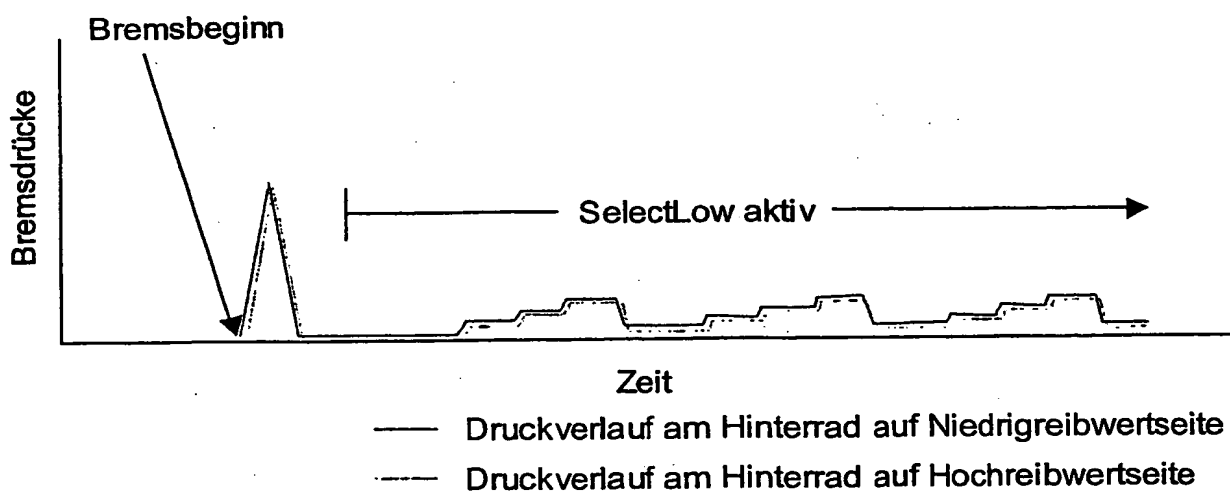 Bremsbeginn
Bremsdrücke
SelectLow aktiv
Zeit
Druckverlauf am Hinterrad auf Niedrigreibwertseite
Druckverlauf am Hinterrad auf Hochreibwertseite